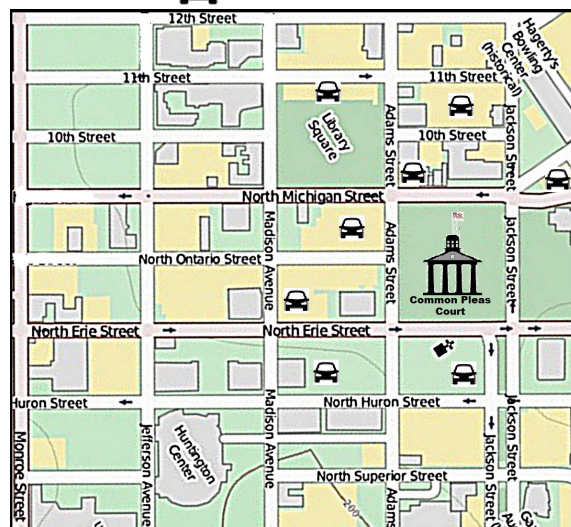 12th Street
Hagerty's
Bowling
Center
(historical)
11th Street
11th Street
Library
Square
Adams Street
Jackson Street
10th Street
10th Street
North Michigan Street
Madison
Avenue
Adams Street
Jackson Street
North Ontario Street
Common Pleas
Court
North Erie Street
North Erie Street
Huron Street
North Huron Street
Monroe Street
Jefferson
Avenue
Huntington
Center
Madison
Avenue
Jackson Street
Jackson Street
North Superior Street
200
Adams